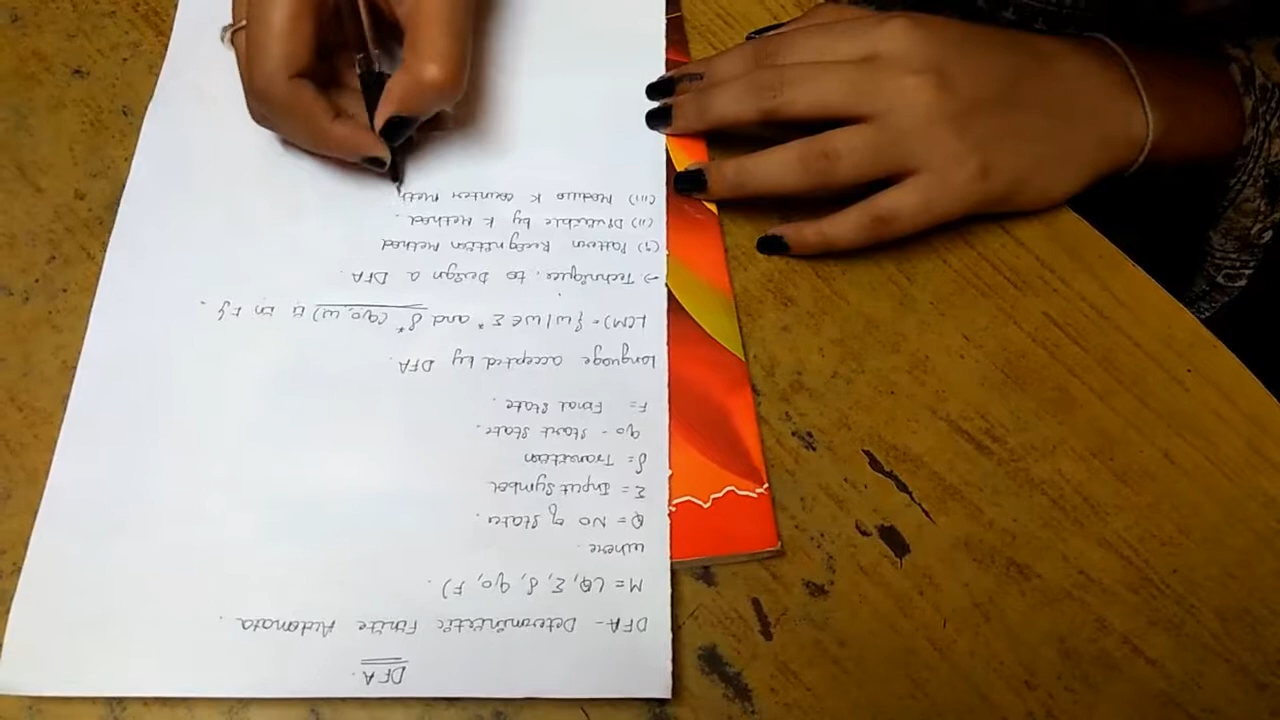 DFA.
DFA - Deterministic Finite Automata.
M = (Q, Σ, δ, q0, F).
where.
Q = No of States.
Σ = Input Symbol
δ = Transition
q0 - Start State.
F = Final State.
Language accepted by DFA.
L(M) = {w | w ∈ Σ* and δ* (q0, w) is in F}.
→ Techniques to Design a DFA.
(i) Pattern Recognition Method
(ii) Divisible by K Method.
(iii) Modulo K counter Meth